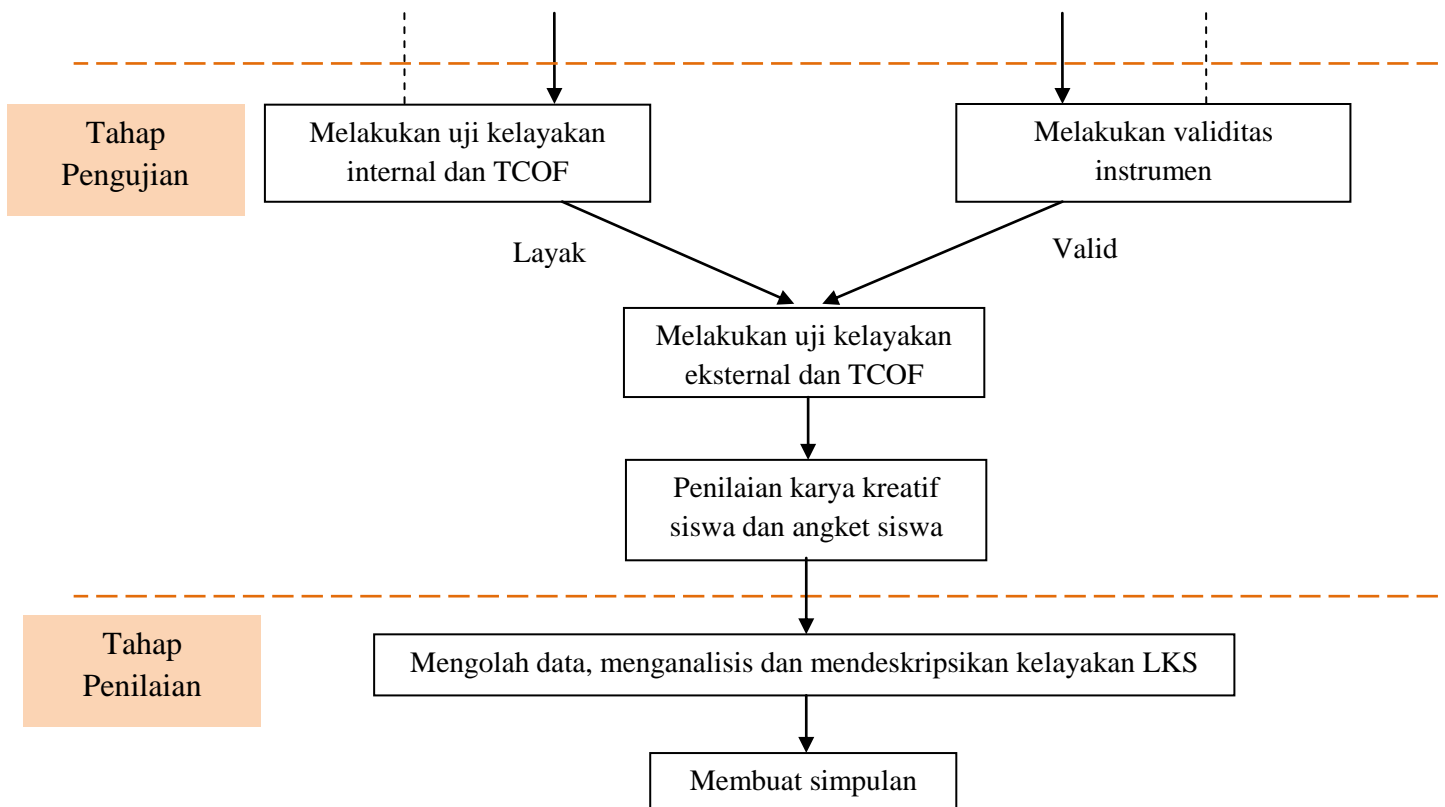 Tahap
Pengujian
Melakukan uji kelayakan
internal dan TCOF
Melakukan validitas
instrumen
Layak
Valid
Melakukan uji kelayakan
eksternal dan TCOF
Penilaian karya kreatif
siswa dan angket siswa
Tahap
Penilaian
Mengolah data, menganalisis dan mendeskripsikan kelayakan LKS
Membuat simpulan